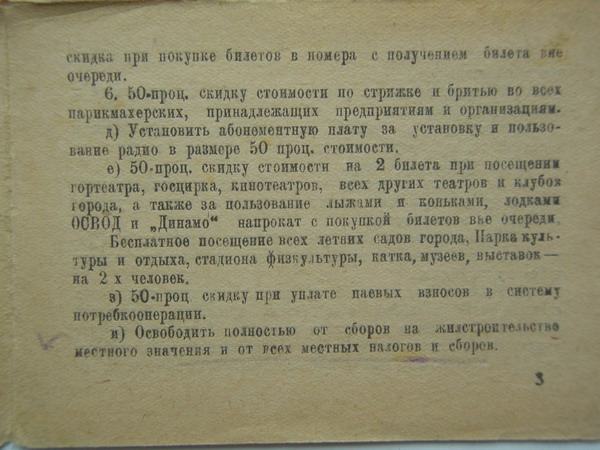 скидка при покупке билетов в номера с получением билета вне
очереди.
6. 50-проц. скидку стоимости по стрижке и бритью во всех
парикмахерских, принадлежащих предприятиям и организациям.
д) Установить абонементную плату за установку и пользо-
вание радио в размере 50 проц. стоимости.
е) 50-проц. скидку стоимости на 2 билета при посещении
гортеатра, госцирка, кинотеатров, всех других театров и клубов
города, а также за пользование лыжами и коньками, лодками
ОСВОД и „Динамо" напрокат с покупкой билетов вне очереди.
Бесплатное посещение всех летних садов города, Парка куль-
туры и отдыха, стадиона физкультуры, катка, музеев, выставок—
на 2 х человек.
з) 50-проц скидку при уплате паевых взносов в систему
потребкооперации.
и) Освободить полностью от сборов на жилстроительство
местного значения и от всех местных налогов и сборов.
3